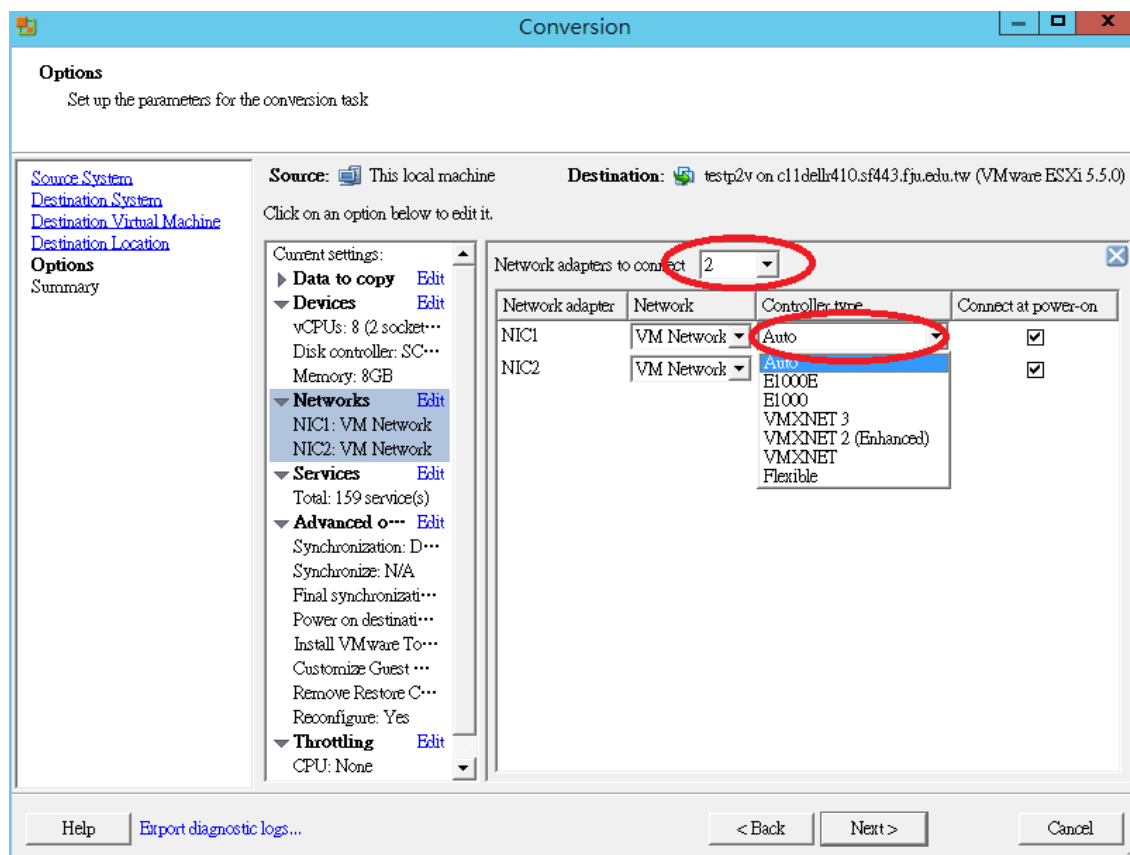 Conversion
Options
Set up the parameters for the conversion task
Source System
Destination System
Destination Virtual Machine
Destination Location
Options
Summary
Source: This local machine Destination: testp2v on c11dellr410.sf443.fju.edu.tw (VMware ESXi 5.5.0)
Click on an option below to edit it.
Current settings:
Data to copy Edit
Devices Edit
vCPUs: 8 (2 socket···
Disk controller: SC···
Memory: 8GB
Networks Edit
NIC1: VM Network
NIC2: VM Network
Services Edit
Total: 159 service(s)
Advanced o··· Edit
Synchronization: D···
Synchronize: N/A
Final synchronizati···
Power on destinati···
Install VMware To···
Customize Guest ···
Remove Restore C···
Reconfigure: Yes
Throttling Edit
CPU: None
Network adapters to connect 2
Network adapter Network Controller type Connect at power-on
NIC1 VM Network Auto
NIC2 VM Network
Auto
E1000E
E1000
VMXNET 3
VMXNET 2 (Enhanced)
VMXNET
Flexible
Help Export diagnostic logs... < Back Next > Cancel